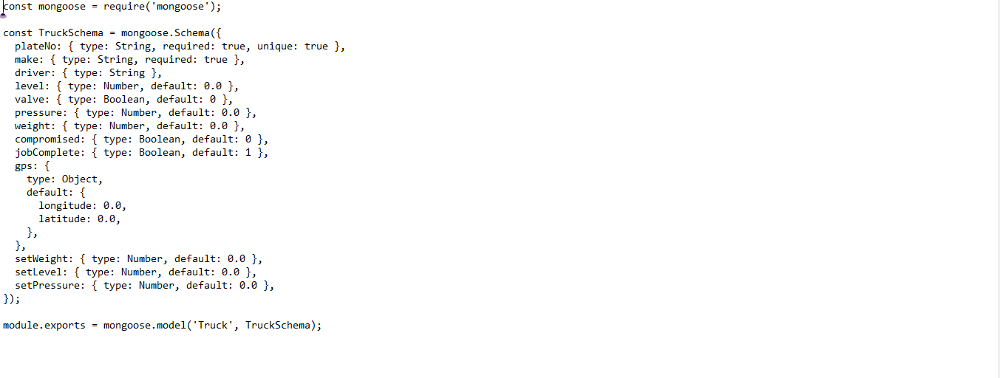 const mongoose = require('mongoose');

const TruckSchema = mongoose.Schema({
  plateNo: { type: String, required: true, unique: true },
  make: { type: String, required: true },
  driver: { type: String },
  level: { type: Number, default: 0.0 },
  valve: { type: Boolean, default: 0 },
  pressure: { type: Number, default: 0.0 },
  weight: { type: Number, default: 0.0 },
  compromised: { type: Boolean, default: 0 },
  jobComplete: { type: Boolean, default: 1 },
  gps: {
    type: Object,
    default: {
      longitude: 0.0,
      latitude: 0.0,
    },
  },
  setWeight: { type: Number, default: 0.0 },
  setLevel: { type: Number, default: 0.0 },
  setPressure: { type: Number, default: 0.0 },
});

module.exports = mongoose.model('Truck', TruckSchema);